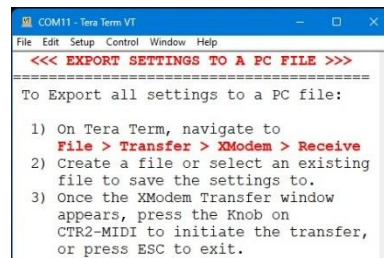 COM11 - Tera Term VT
File Edit Setup Control Window Help
<<< EXPORT SETTINGS TO A PC FILE >>>
========================================
To Export all settings to a PC file:
1) On Tera Term, navigate to
File > Transfer > XModem > Receive
2) Create a file or select an existing
file to save the settings to.
3) Once the XModem Transfer window
appears, press the Knob on
CTR2-MIDI to initiate the transfer,
or press ESC to exit.